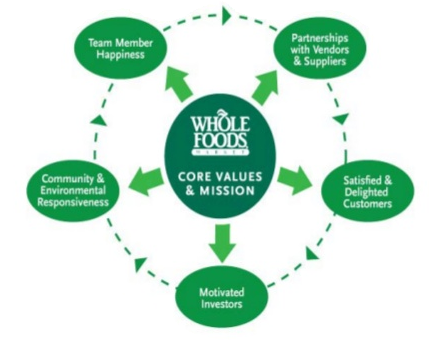 Team Member
Happiness
Partnerships
with Vendors
& Suppliers
WHOLE
FOODS
MARKET
CORE VALUES
& MISSION
Community &
Environmental
Responsiveness
Satisfied &
Delighted
Customers
Motivated
Investors